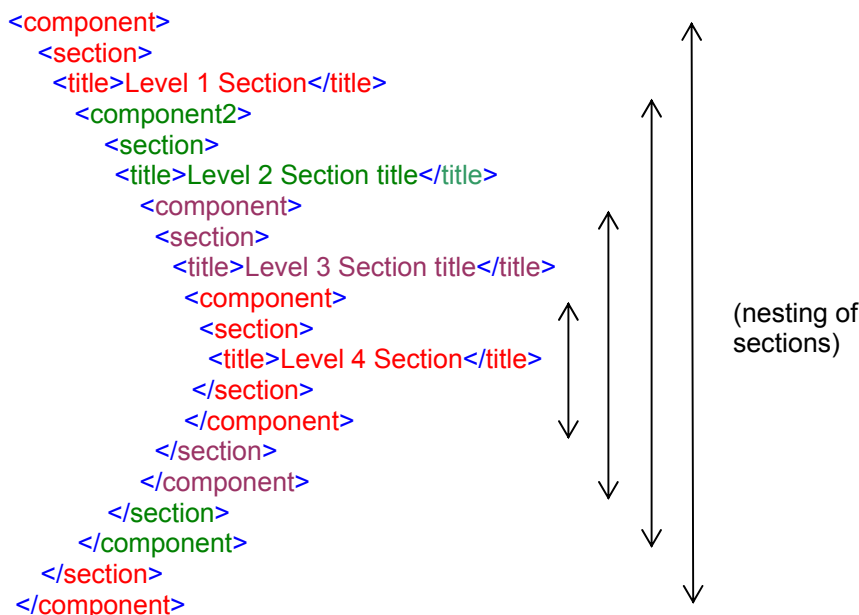 <component>
<section>
<title>Level 1 Section</title>
<component2>
<section>
<title>Level 2 Section title</title>
<component>
<section>
<title>Level 3 Section title</title>
<component>
<section>
<title>Level 4 Section</title>
</section>
</component>
</section>
</component>
</section>
</component>
</section>
</component>
(nesting of
sections)